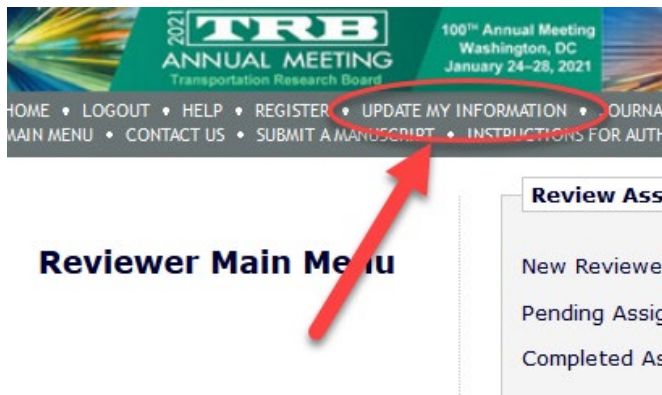 2021
TRB
ANNUAL MEETING
Transportation Research Board
100TH Annual Meeting
Washington, DC
January 24–28, 2021
HOME • LOGOUT • HELP • REGISTER • UPDATE MY INFORMATION • JOURNA
MAIN MENU • CONTACT US • SUBMIT A MANUSCRIPT • INSTRUCTIONS FOR AUTH
Reviewer Main Menu
Review Ass
New Reviewe
Pending Assig
Completed As